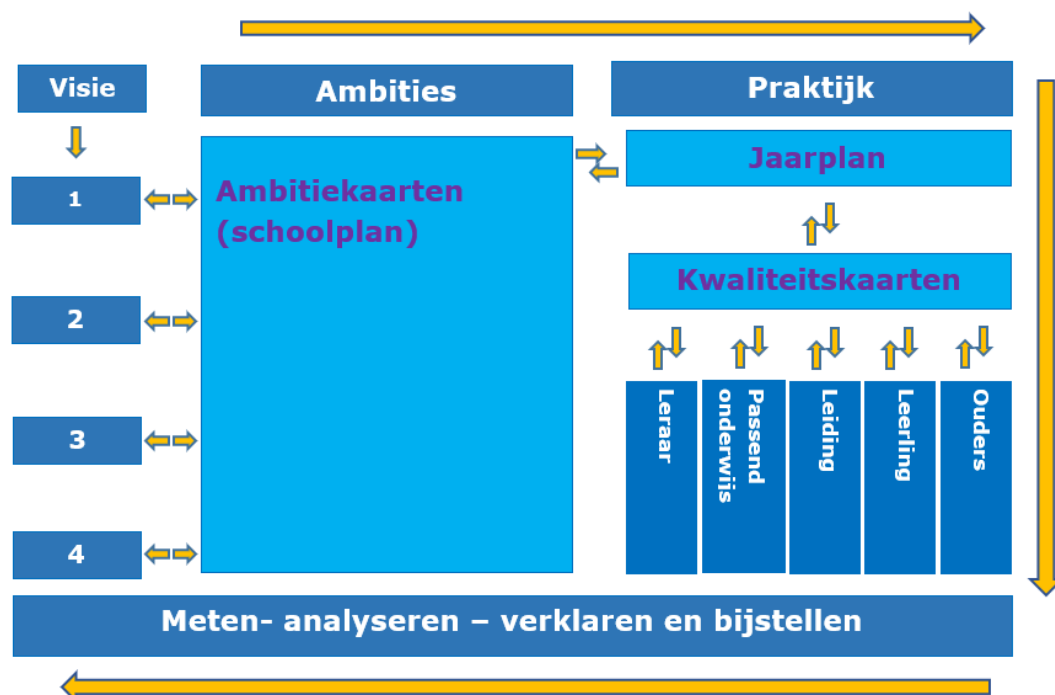 Visie
Ambities
Praktijk
1
2
3
4
Ambitiekaarten
(schoolplan)
Jaarplan
Kwaliteitskaarten
Leraar
Passend
onderwijs
Leiding
Leerling
Ouders
Meten- analyseren – verklaren en bijstellen